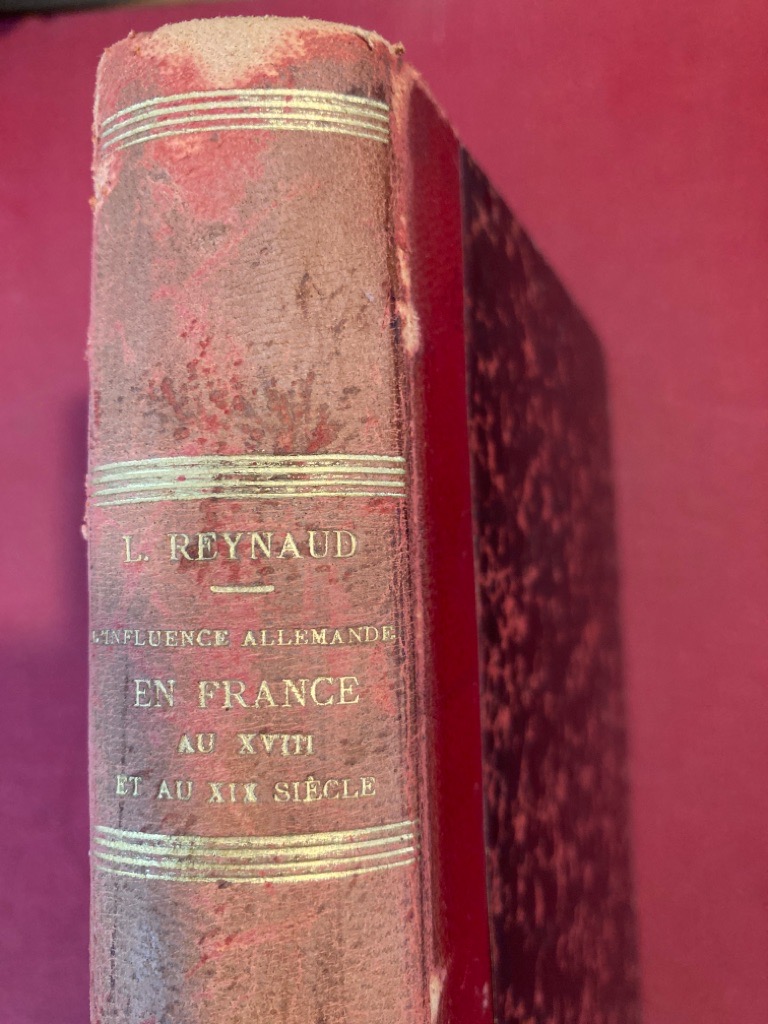 L. REYNAUD
L'INFLUENCE ALLEMANDE
EN FRANCE
AU XVIII
ET AU XIX SIÈCLE